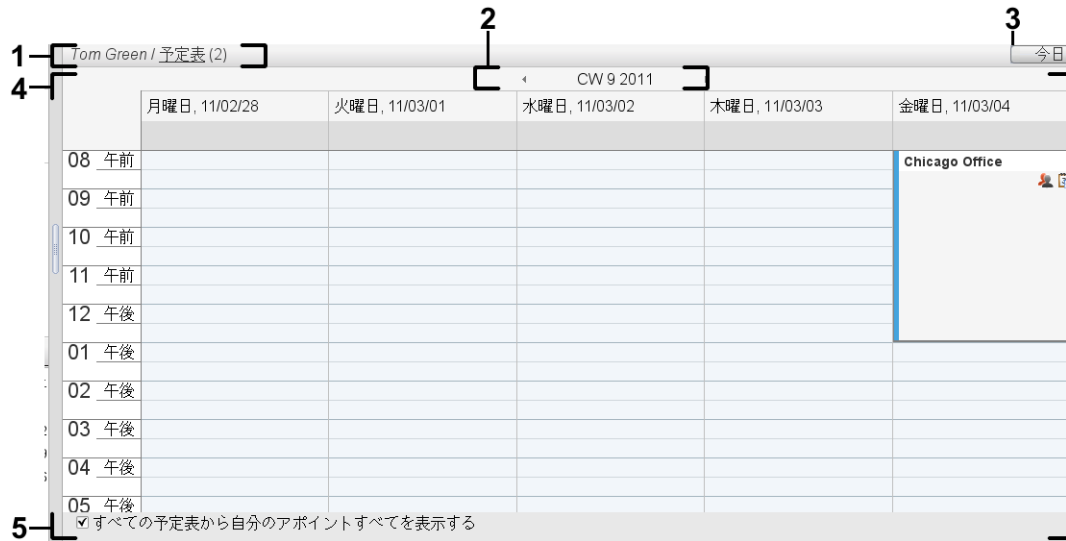 2
3
1
Tom Green / 予定表 (2)
今日
4
CW 9 2011
月曜日, 11/02/28
火曜日, 11/03/01
水曜日, 11/03/02
木曜日, 11/03/03
金曜日, 11/03/04
08 午前
Chicago Office
09 午前
10 午前
11 午前
12 午後
01 午後
02 午後
03 午後
04 午後
05 午後
5
すべての予定表から自分のアポイントすべてを表示する